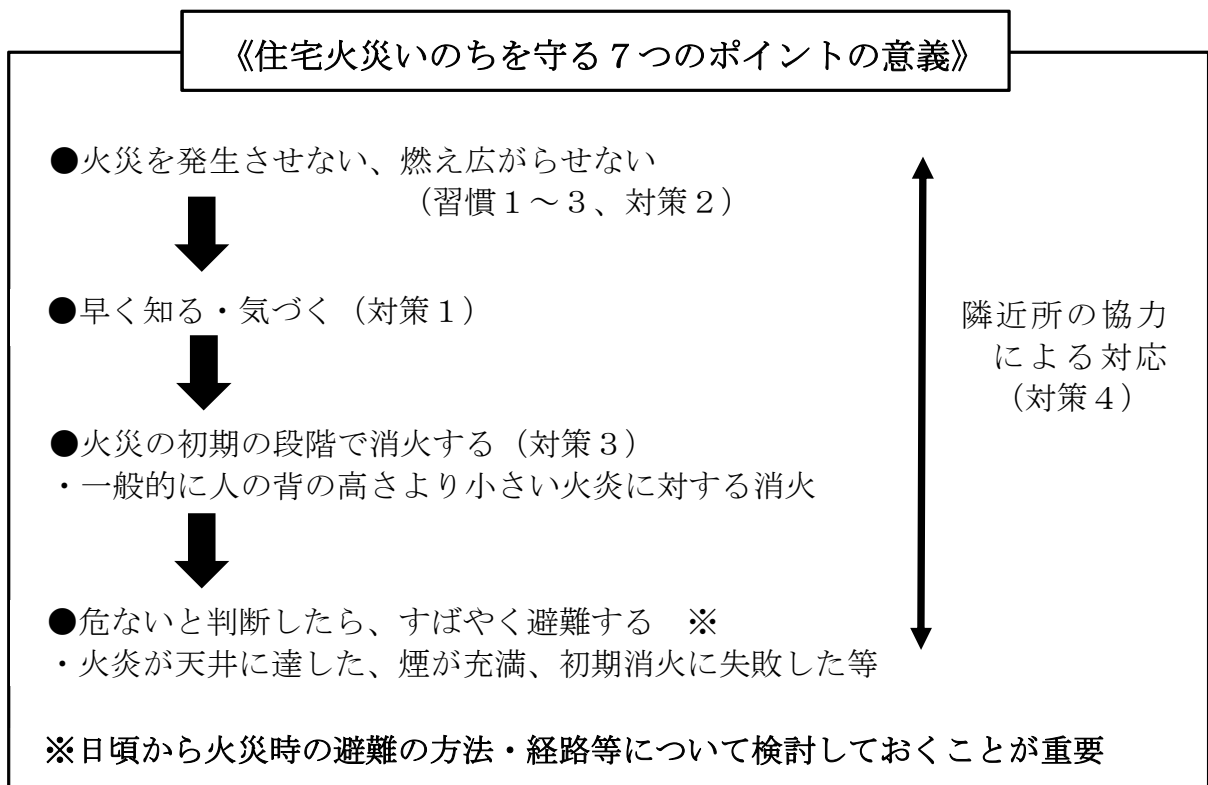 《住宅火災いのちを守る７つのポイントの意義》
●火災を発生させない、燃え広がらせない
（習慣１～３、対策２）
●早く知る・気づく（対策１）
●火災の初期の段階で消火する（対策３）
・一般的に人の背の高さより小さい火炎に対する消火
●危ないと判断したら、すばやく避難する　※
・火炎が天井に達した、煙が充満、初期消火に失敗した等
隣近所の協力
による対応
（対策４）
※日頃から火災時の避難の方法・経路等について検討しておくことが重要